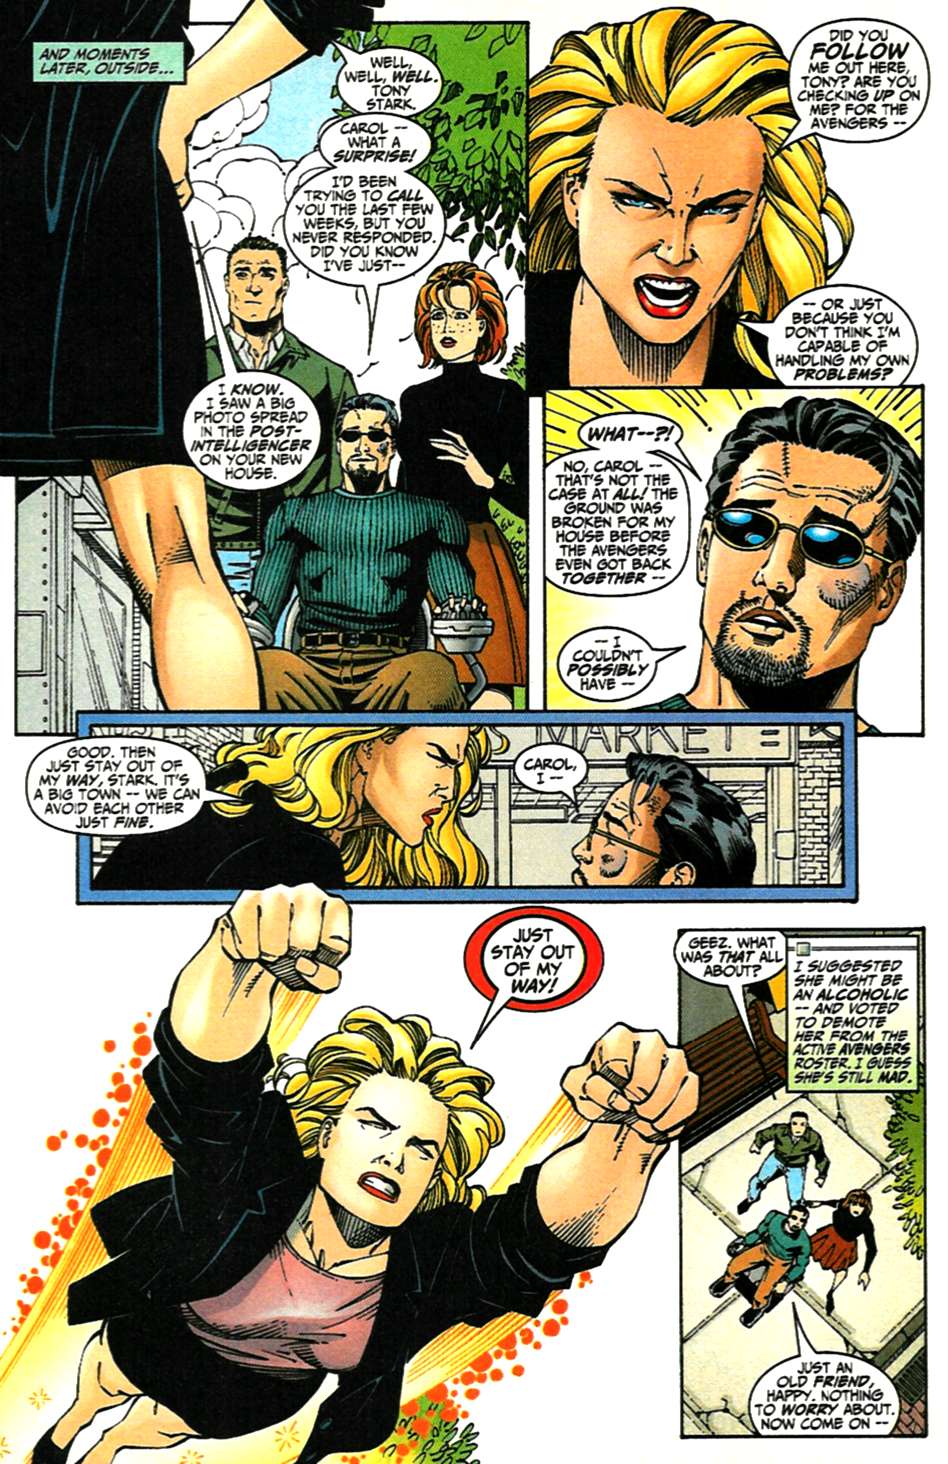 AND MOMENTS
LATER, OUTSIDE...
WELL,
WELL, WELL.
TONY
STARK.
CAROL --
WHAT A
SURPRISE!
I'D BEEN
TRYING TO CALL
YOU THE LAST FEW
WEEKS, BUT YOU
NEVER RESPONDED.
DID YOU KNOW
I'VE JUST--
I KNOW.
I SAW A BIG
PHOTO SPREAD
IN THE POST-
INTELLIGENCER
ON YOUR NEW
HOUSE.
DID YOU
FOLLOW
ME OUT HERE,
TONY? ARE YOU
CHECKING UP ON
ME? FOR THE
AVENGERS --
-- OR JUST
BECAUSE YOU
DON'T THINK I'M
CAPABLE OF
HANDLING MY OWN
PROBLEMS?
WHAT--?!
NO, CAROL --
THAT'S NOT THE
CASE AT ALL! THE
GROUND WAS
BROKEN FOR MY
HOUSE BEFORE
THE AVENGERS
EVEN GOT BACK
TOGETHER --
-- I
COULDN'T
POSSIBLY
HAVE --
MARKET
GOOD. THEN
JUST STAY OUT OF
MY WAY, STARK. IT'S
A BIG TOWN -- WE CAN
AVOID EACH OTHER
JUST FINE.
CAROL,
I --
JUST
STAY OUT
OF MY
WAY!
GEEZ. WHAT
WAS THAT ALL
ABOUT?
I SUGGESTED
SHE MIGHT BE
AN ALCOHOLIC
-- AND VOTED
TO DEMOTE
HER FROM THE
ACTIVE AVENGERS
ROSTER. I GUESS
SHE'S STILL MAD.
JUST AN
OLD FRIEND,
HAPPY. NOTHING
TO WORRY ABOUT.
NOW COME ON --